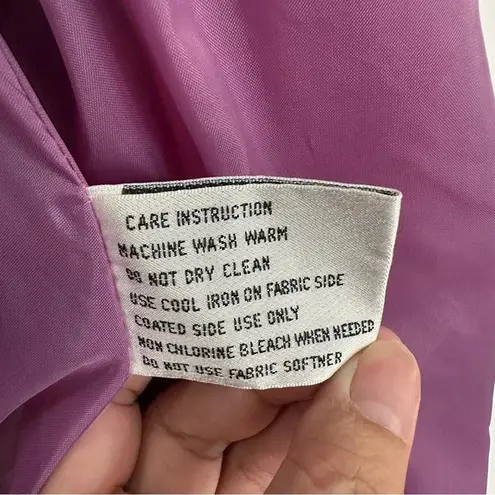 CARE INSTRUCTION
MACHINE WASH WARM
DO NOT DRY CLEAN
USE COOL IRON ON FABRIC SIDE
COATED SIDE USE ONLY
NON CHLORINE BLEACH WHEN NEEDED
DO NOT USE FABRIC SOFTNER